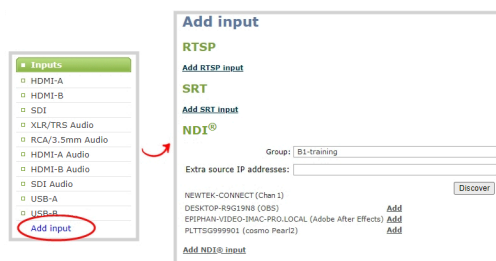 Inputs
HDMI-A
HDMI-B
SDI
XLR/TRS Audio
RCA/3.5mm Audio
HDMI-A Audio
HDMI-B Audio
SDI Audio
USB-A
USB-B
Add input
Add input
RTSP
Add RTSP input
SRT
Add SRT input
NDI®
Group: B1-training
Extra source IP addresses:
Discover
NEWTEK-CONNECT (Chan 1)
DESKTOP-R9G19N8 (OBS) Add
EPIPHAN-VIDEO-IMAC-PRO.LOCAL (Adobe After Effects) Add
PLTTSG999901 (cosmo Pearl2) Add
Add NDI® input